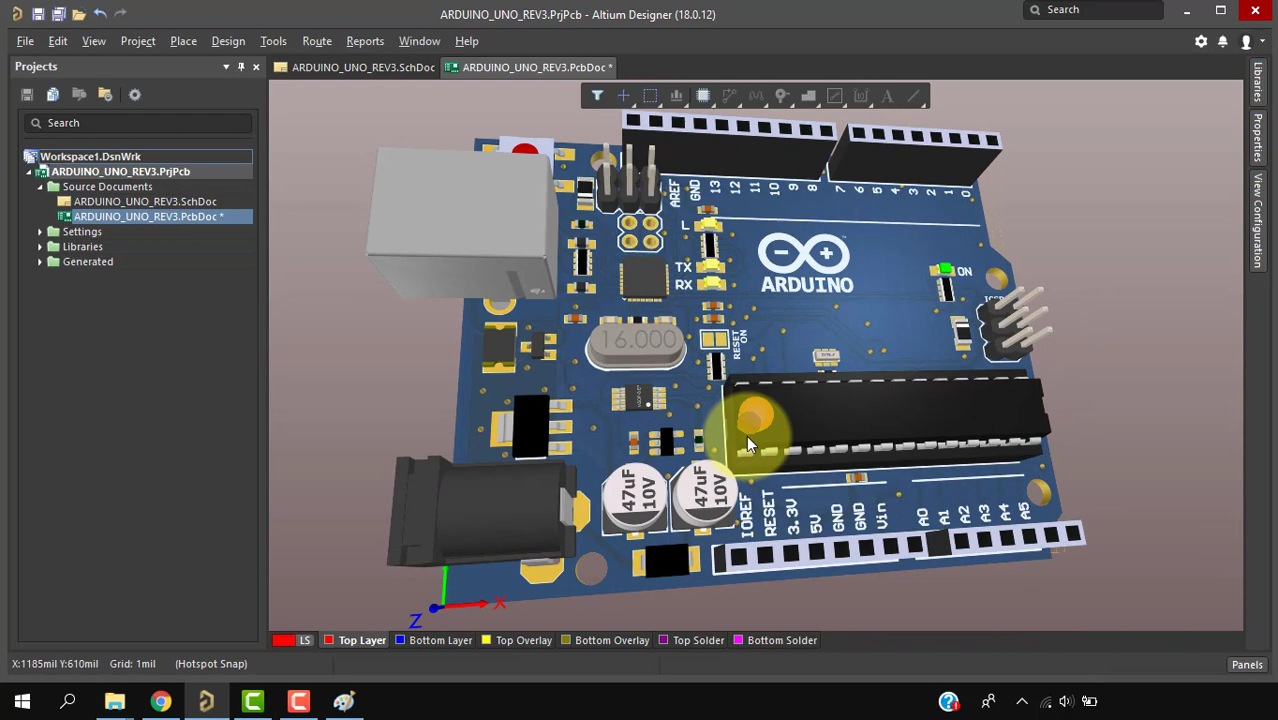 ARDUINO_UNO_REV3.PrjPcb - Altium Designer (18.0.12)
Search
File Edit View Project Place Design Tools Route Reports Window Help
Projects
ARDUINO_UNO_REV3.SchDoc
ARDUINO_UNO_REV3.PcbDoc *
Search
Workspace1.DsnWrk
ARDUINO_UNO_REV3.PrjPcb
Source Documents
ARDUINO_UNO_REV3.SchDoc
ARDUINO_UNO_REV3.PcbDoc *
Settings
Libraries
Generated
Libraries
Properties
View Configuration
AREF
GND
13
12
11
10
9
8
7
6
5
4
3
2
1
0
L
TX
RX
ARDUINO
ON
16.000
RESET
ON
47uF
10V
47uF
10V
IOREF
RESET
3.3V
5V
GND
GND
Vin
A0
A1
A2
A3
A4
A5
X
Z
LS Top Layer Bottom Layer Top Overlay Bottom Overlay Top Solder Bottom Solder
X:1185mil Y:610mil Grid: 1mil (Hotspot Snap)
Panels